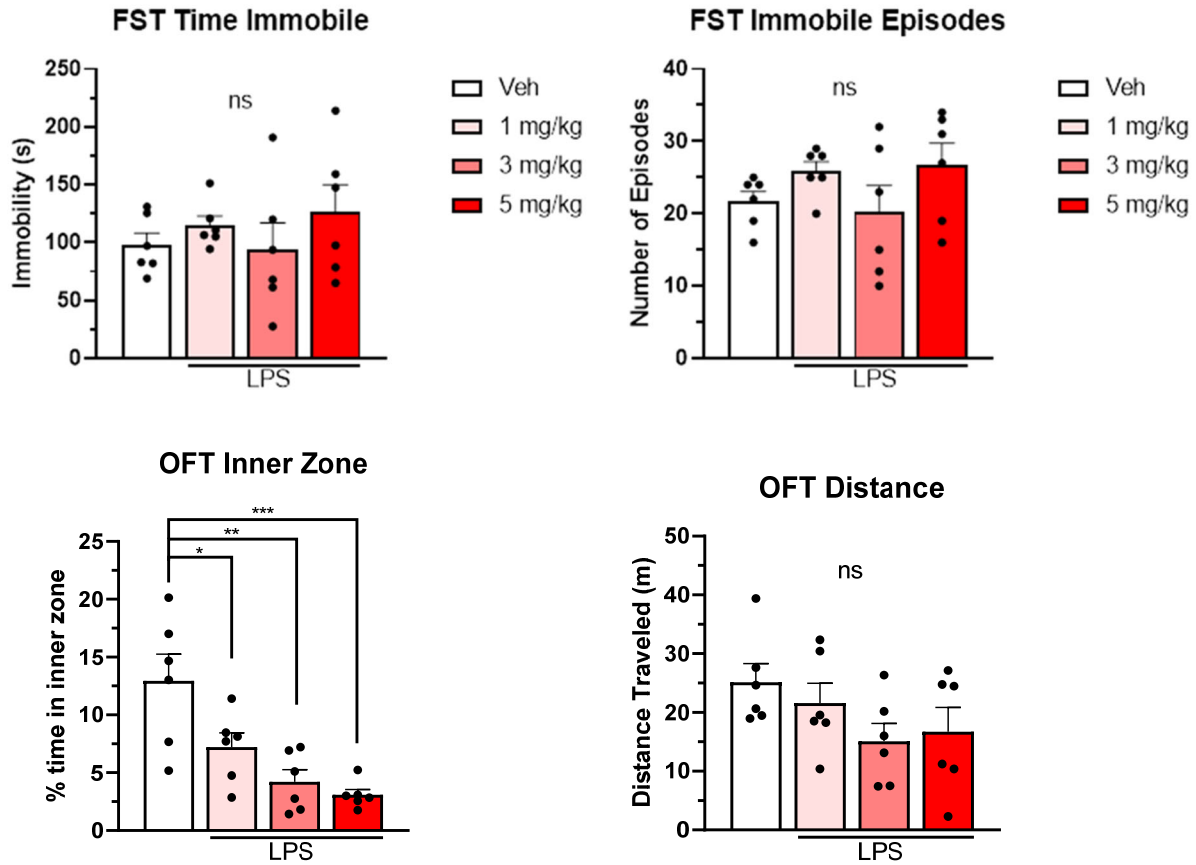 FST Time Immobile
Immobility (s)
250
200
150
100
50
0
ns
LPS
Veh
1 mg/kg
3 mg/kg
5 mg/kg
FST Immobile Episodes
Number of Episodes
40
30
20
10
0
ns
LPS
Veh
1 mg/kg
3 mg/kg
5 mg/kg
OFT Inner Zone
% time in inner zone
25
20
15
10
5
0
***
**
*
LPS
OFT Distance
Distance Traveled (m)
50
40
30
20
10
0
ns
LPS